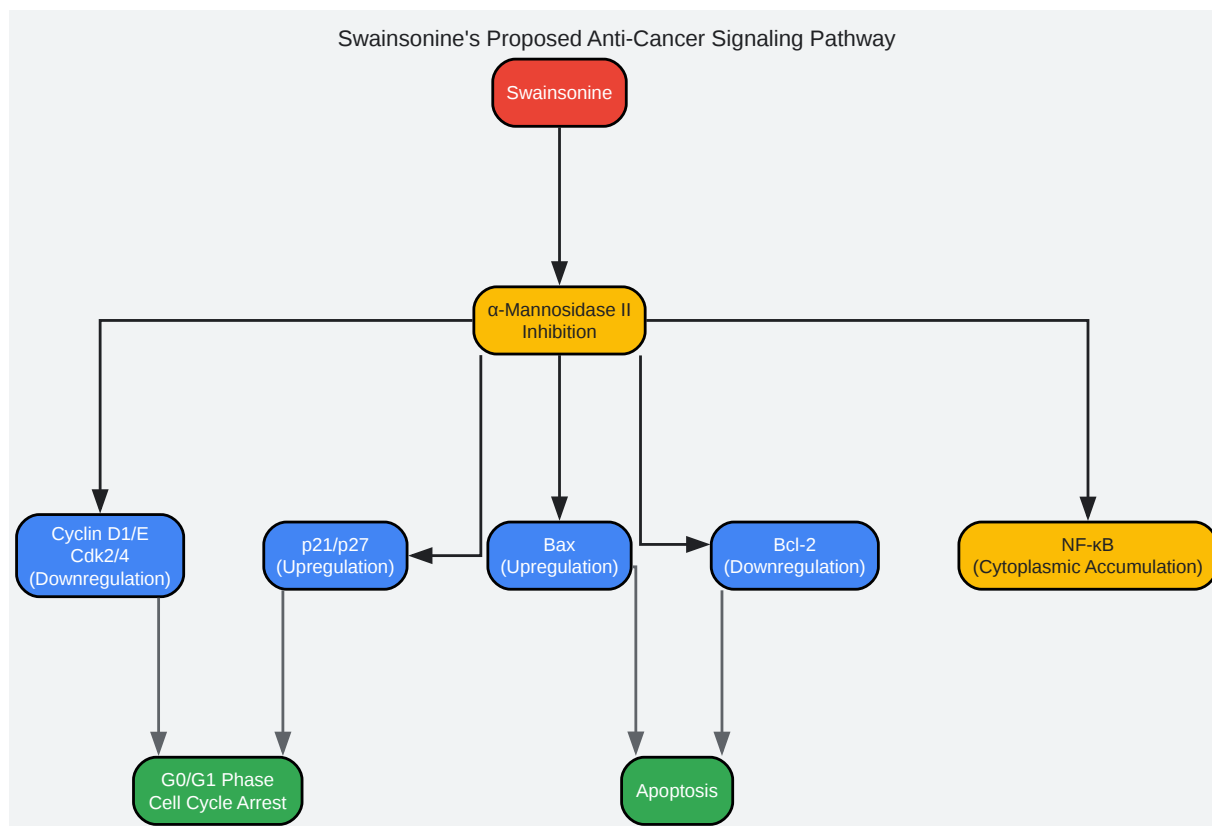 Swainsonine's Proposed Anti-Cancer Signaling Pathway
Swainsonine
α-Mannosidase II
Inhibition
Cyclin D1/E
Cdk2/4
(Downregulation)
p21/p27
(Upregulation)
Bax
(Upregulation)
Bcl-2
(Downregulation)
NF-κB
(Cytoplasmic Accumulation)
G0/G1 Phase
Cell Cycle Arrest
Apoptosis